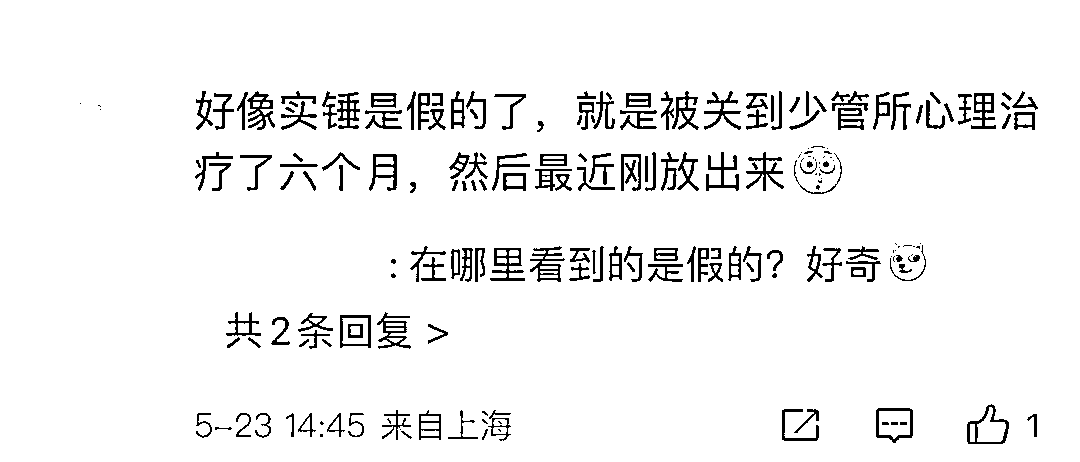 好像实锤是假的了，就是被关到少管所心理治
疗了六个月，然后最近刚放出来
：在哪里看到的是假的？好奇
共2条回复 >
5-23 14:45 来自上海
1